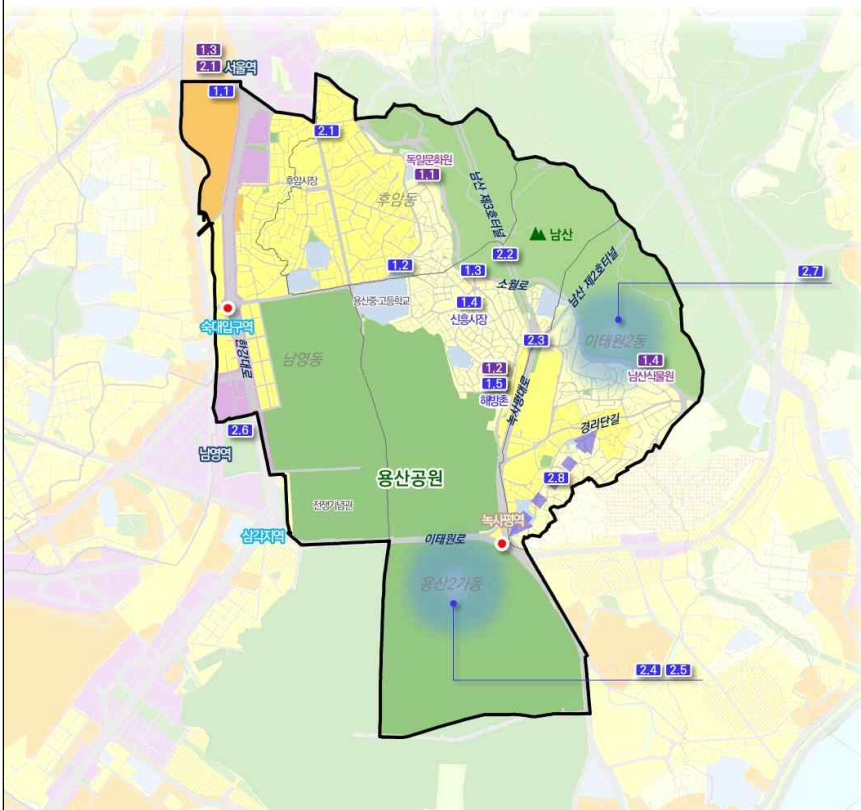 1.3
2.1 서울역
1.1
2.1
독일문화원
1.1
후암시장
후암동
남산 제3호터널
남산
2.2
1.2
1.3
소월로
남산 제2호터널
2.7
용산중·고등학교
1.4
신흥시장
숙대입구역
한강대로
남영동
2.3
이태원2동
1.2
1.5
해방촌
녹사평대로
1.4
남산식물원
경리단길
2.6
남영역
용산공원
2.8
전쟁기념관
녹사평역
삼각지역
이태원로
용산2가동
2.4 2.5